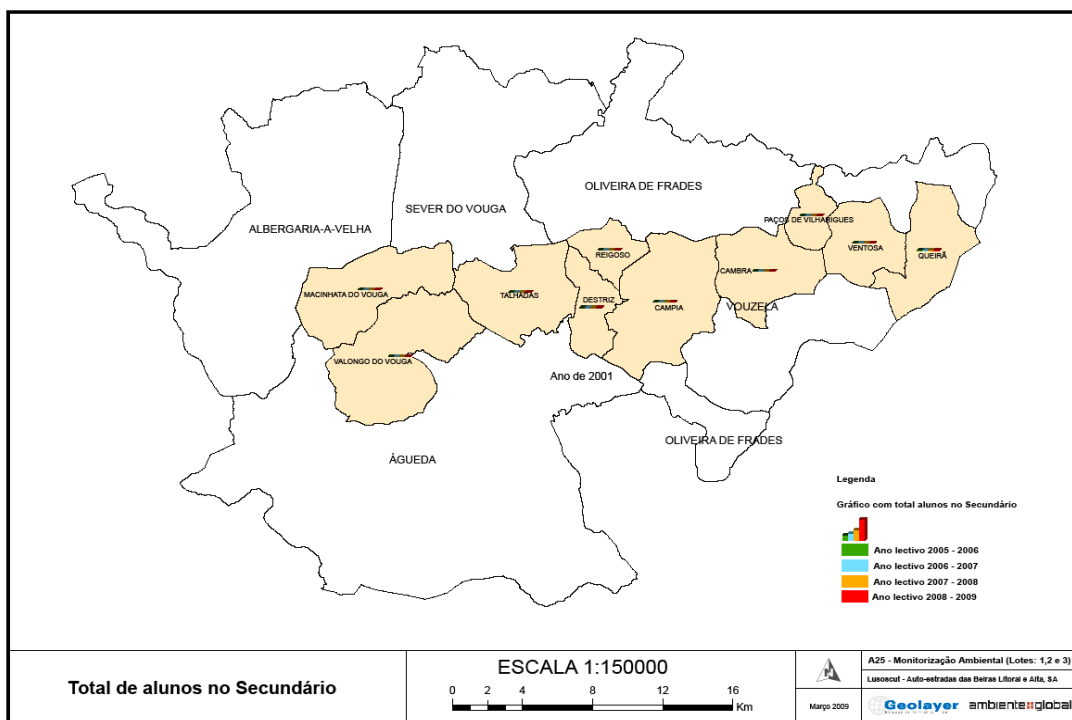 OLIVEIRA DE FRADES
SEVER DO VOUGA
ALBERGARIA-A-VELHA
PAÇOS DE VILHARIGUES
VENTOSA
QUEIRÃ
REIGOSO
CAMBRA
MACINHATA DO VOUGA
TALHADAS
DESTRIZ
CAMPIA
VOUZELA
VALONGO DO VOUGA
Ano de 2001
OLIVEIRA DE FRADES
ÁGUEDA
Legenda
Gráfico com total alunos no Secundário
Ano lectivo 2005 - 2006
Ano lectivo 2006 - 2007
Ano lectivo 2007 - 2008
Ano lectivo 2008 - 2009
Total de alunos no Secundário
ESCALA 1:150000
0 2 4 8 12 16
Km
Março 2009
A25 - Monitorização Ambiental (Lotes: 1,2 e 3)
Lusoscut - Auto-estradas das Beiras Litoral e Alta, SA
Geolayer
ambiente global